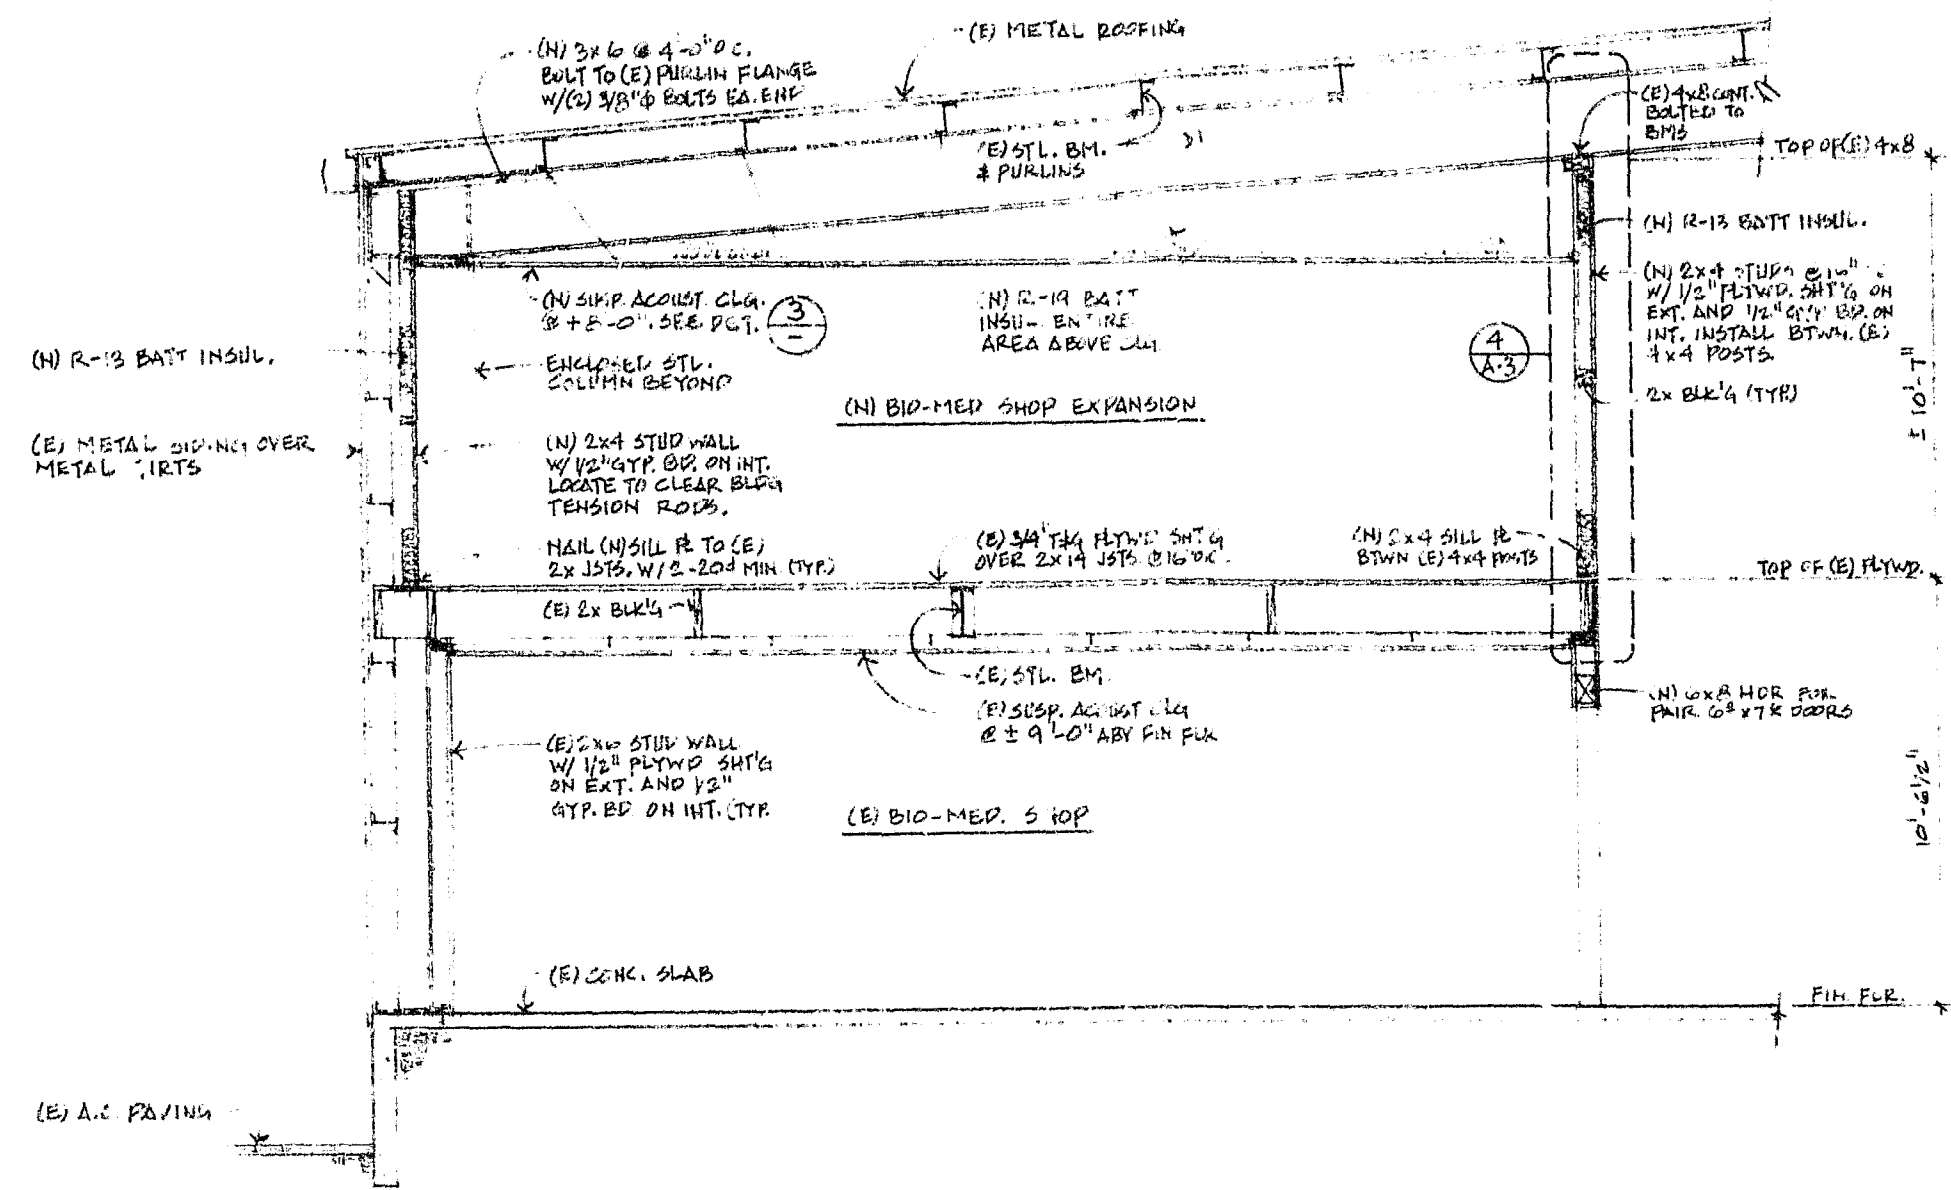 (N) 3x6 @ 4'-0" O.C.
BOLT TO (E) PURLIN FLANGE
W/(2) 3/8"ϕ BOLTS EA. END
(E) METAL ROOFING
(E) STL. BM.
& PURLINS
(E) 4x8 CONT.
BOLTED TO
BMS
TOP OF (E) 4x8
(N) R-13 BATT INSUL.
(N) 2x4 STUDS @ 16"
W/ 1/2" PLYWD. SHT'G ON
EXT. AND 1/2" GYP BD. ON
INT. INSTALL BTWN. (E)
4x4 POSTS.
2x BLK'G (TYP.)
± 10'-7"
(N) SUSP. ACOUST. CLG.
@ + 8'-0". SEE DET.
3
-
(N) R-19 BATT
INSUL. ENTIRE
AREA ABOVE CLG
4
A.3
(N) R-13 BATT INSUL.
ENCLOSED STL.
COLUMN BEYOND
(N) BIO-MED SHOP EXPANSION
(E) METAL SIDING OVER
METAL GIRTS
(N) 2x4 STUD WALL
W/ 1/2" GYP. BD. ON INT.
LOCATE TO CLEAR BLDG
TENSION RODS.
NAIL (N) SILL PL TO (E)
2x JSTS. W/ 2-20d MIN. (TYP.)
(E) 3/4" T&G PLYWD SHT'G
OVER 2x14 JSTS @ 16" O.C.
(N) 2x4 SILL PL
BTWN (E) 4x4 POSTS
TOP OF (E) FLYWD.
(E) 2x BLK'G
(E) STL. BM
(E) SUSP. ACOUST CLG
@ ± 9'-0" ABV FIN FLR
(N) 6x8 HDR FOR
PAIR DOORS
(E) 2x6 STUD WALL
W/ 1/2" PLYWD SHT'G
ON EXT. AND 1/2"
GYP. BD ON INT. (TYP.
(E) BIO-MED. SHOP
10'-6 1/2"
(E) CONC. SLAB
FIN. FLR.
(E) A.C. PAVING